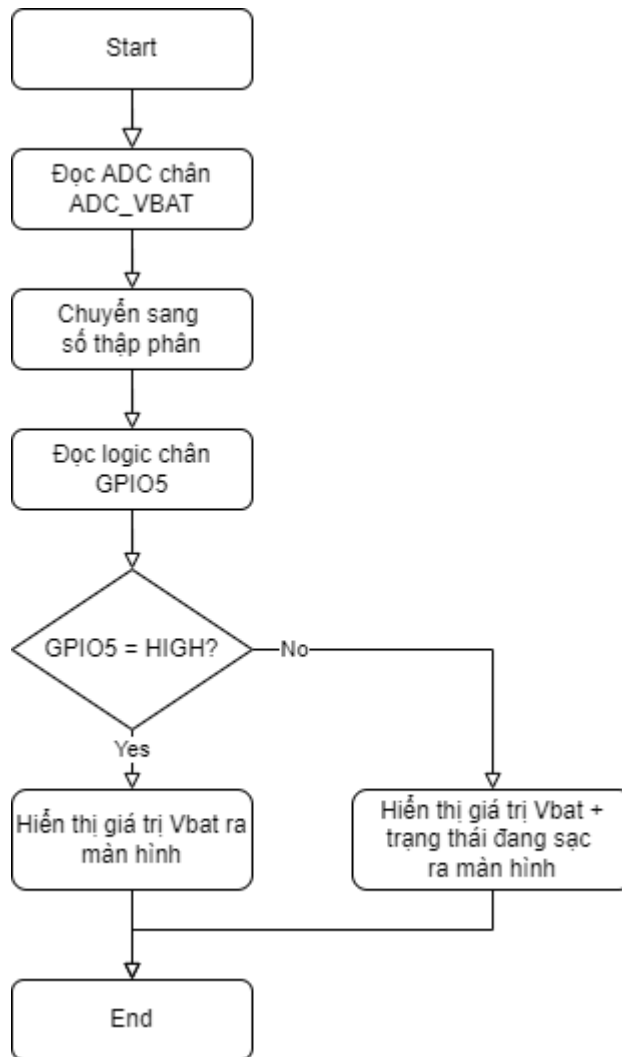 Start
Đọc ADC chân
ADC_VBAT
Chuyển sang
số thập phân
Đọc logic chân
GPIO5
GPIO5 = HIGH?
No
Yes
Hiển thị giá trị Vbat ra
màn hình
Hiển thị giá trị Vbat +
trạng thái đang sạc
ra màn hình
End